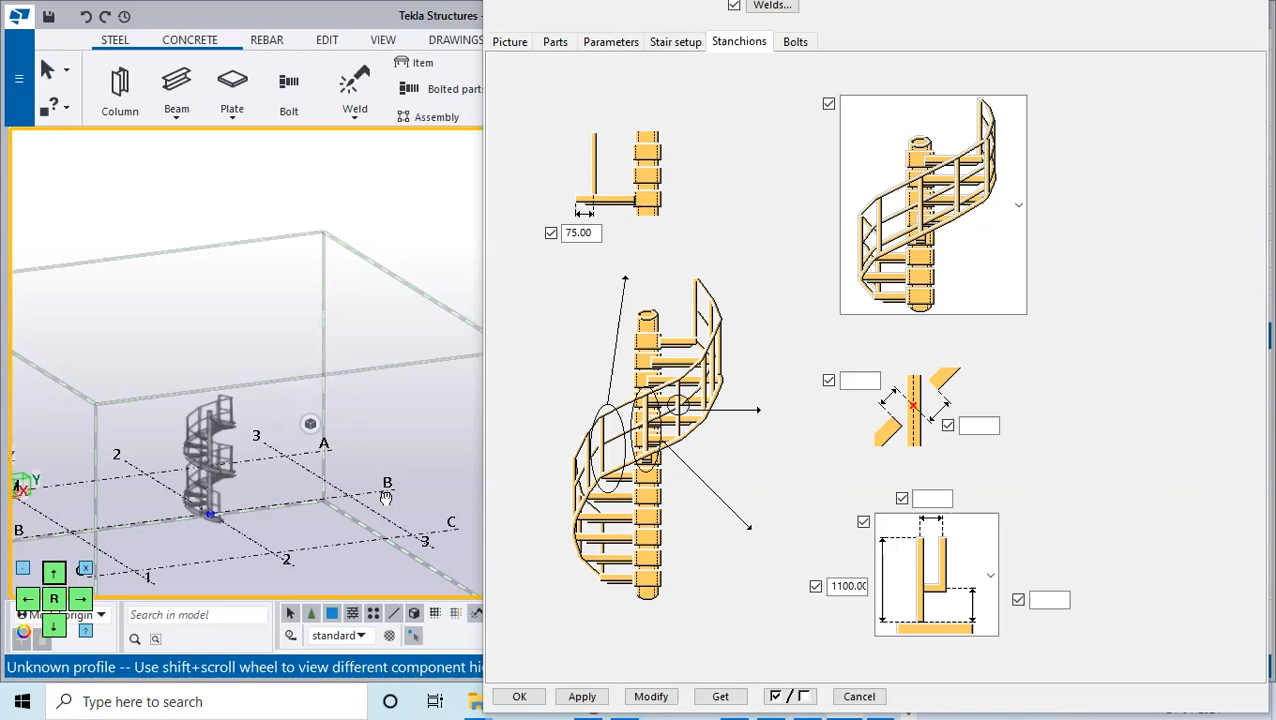 Welds...
Tekla Structures -
STEEL CONCRETE REBAR EDIT VIEW DRAWINGS
Picture Parts Parameters Stair setup Stanchions Bolts
Item
Bolted part
Assembly
Column Beam Plate Bolt Weld
75.00
3
A
2
Y
X
B
B
C
3
2
1
1100.00
R
Search in model
standard
Unknown profile -- Use shift+scroll wheel to view different component hi
OK Apply Modify Get / Cancel
Type here to search